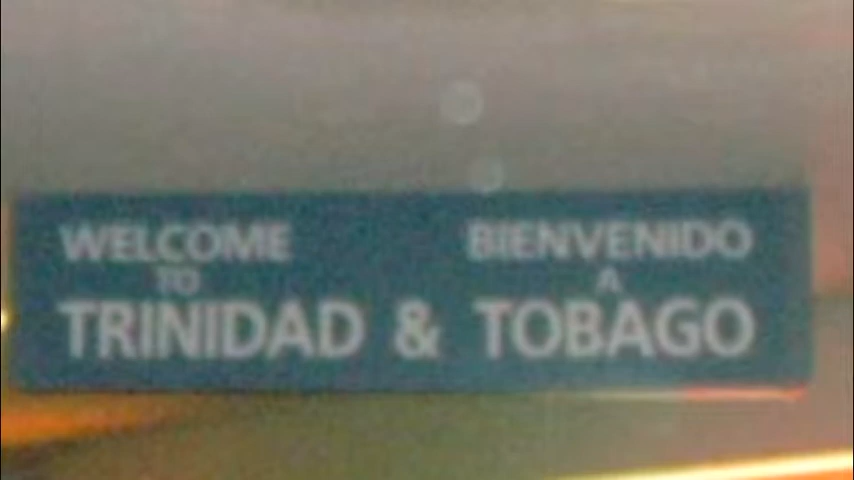 WELCOME BIENVENIDO
TO A
TRINIDAD & TOBAGO